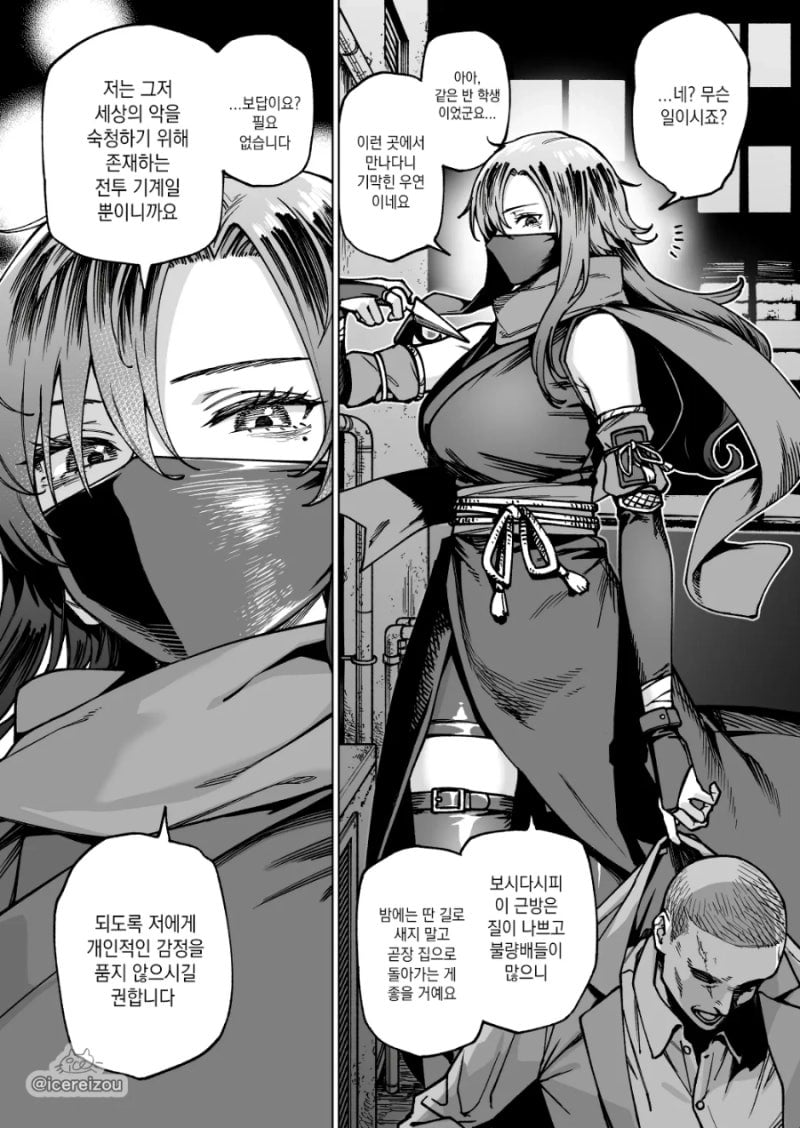 ...네? 무슨
일이시죠?
아아,
같은 반 학생
이었군요...
이런 곳에서
만나다니
기막힌 우연
이네요
보시다시피
이 근방은
질이 나쁘고
불량배들이
많으니
밤에는 딴 길로
새지 말고
곧장 집으로
돌아가는 게
좋을 거예요
...보답이요?
필요
없습니다
저는 그저
세상의 악을
숙청하기 위해
존재하는
전투 기계일
뿐이니까요
되도록 저에게
개인적인 감정을
품지 않으시길
권합니다
@icereizou